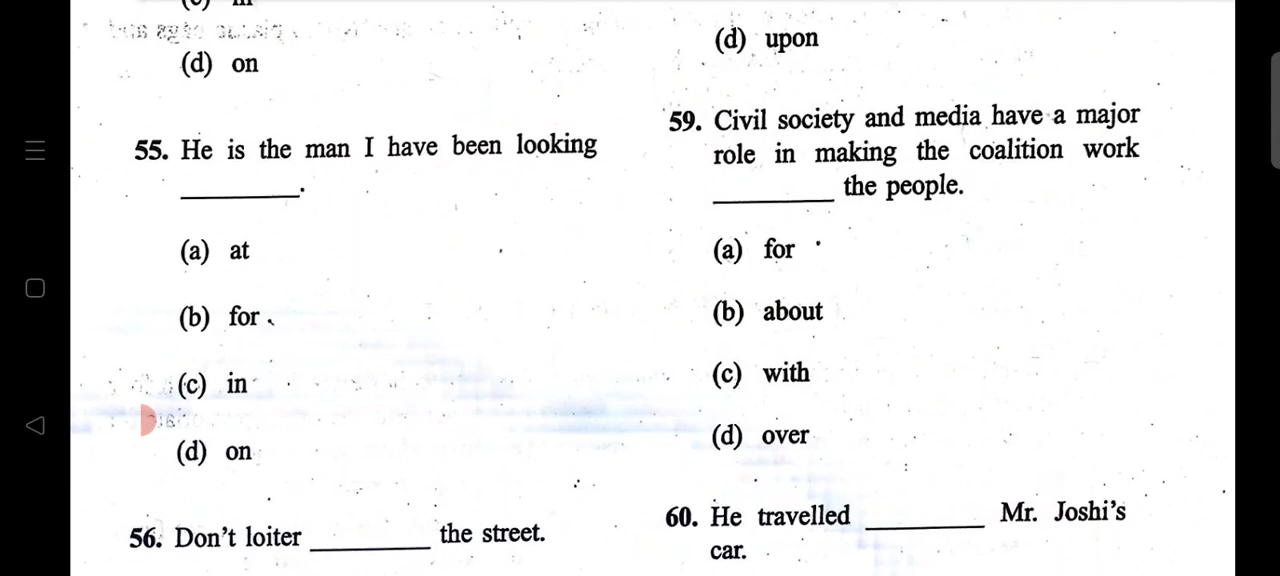 (d) on
55. He is the man I have been looking
________.
(a) at
(b) for
(c) in
(d) on
56. Don't loiter ________ the street.
(d) upon
59. Civil society and media have a major
role in making the coalition work
________ the people.
(a) for
(b) about
(c) with
(d) over
60. He travelled ________ Mr. Joshi's
car.